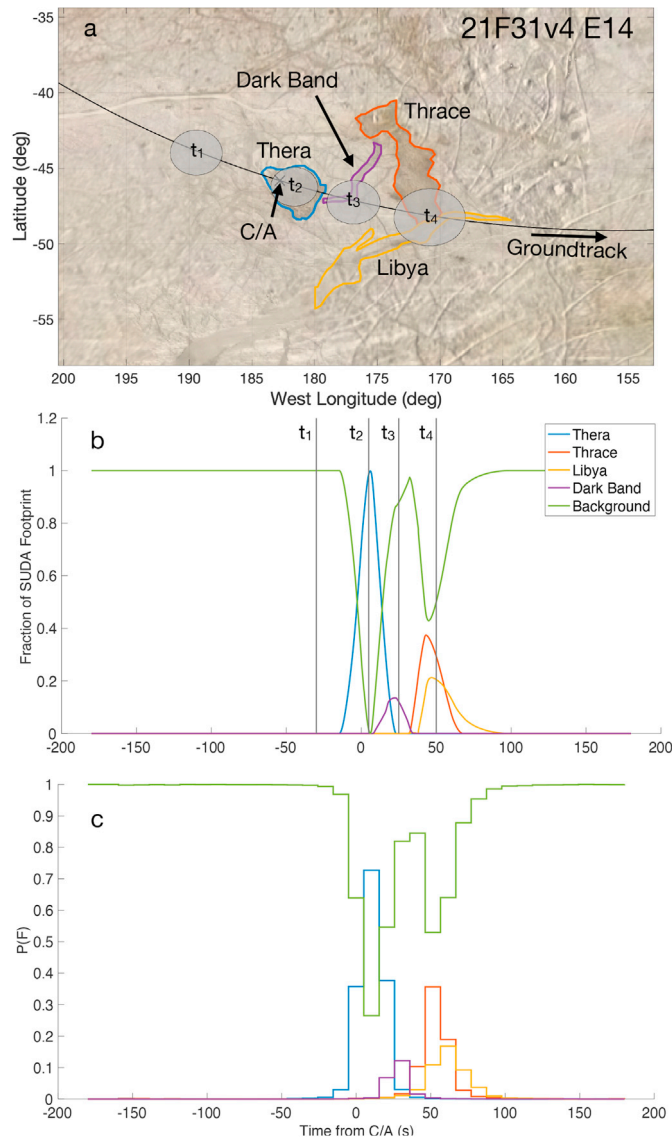 21F31v4 E14
a
-35
-40
-45
-50
-55
Latitude (deg)
Dark Band
Thrace
Thera
t1
t2
t3
t4
C/A
Libya
Groundtrack
200 195 190 185 180 175 170 165 160 155
West Longitude (deg)
b
t1 t2 t3 t4
1.2
1
0.8
0.6
0.4
0.2
0
Fraction of SUDA Footprint
Thera
Thrace
Libya
Dark Band
Background
-200 -150 -100 -50 0 50 100 150 200
c
1
0.9
0.8
0.7
0.6
0.5
0.4
0.3
0.2
0.1
0
P(F)
-200 -150 -100 -50 0 50 100 150 200
Time from C/A (s)